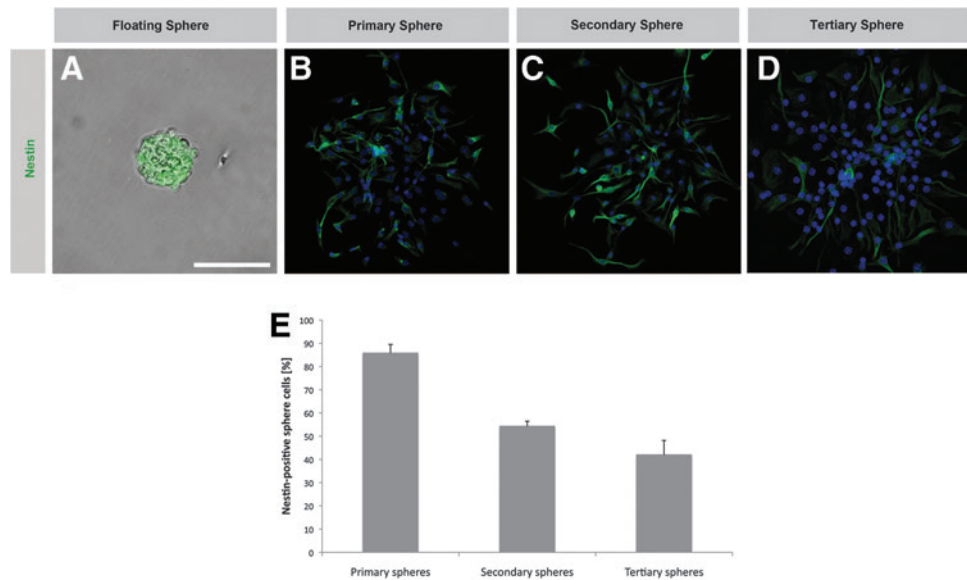 Floating Sphere
Primary Sphere
Secondary Sphere
Tertiary Sphere
Nestin
A
B
C
D
E
Nestin-positive sphere cells [%]
100
90
80
70
60
50
40
30
20
10
0
Primary spheres
Secondary spheres
Tertiary spheres